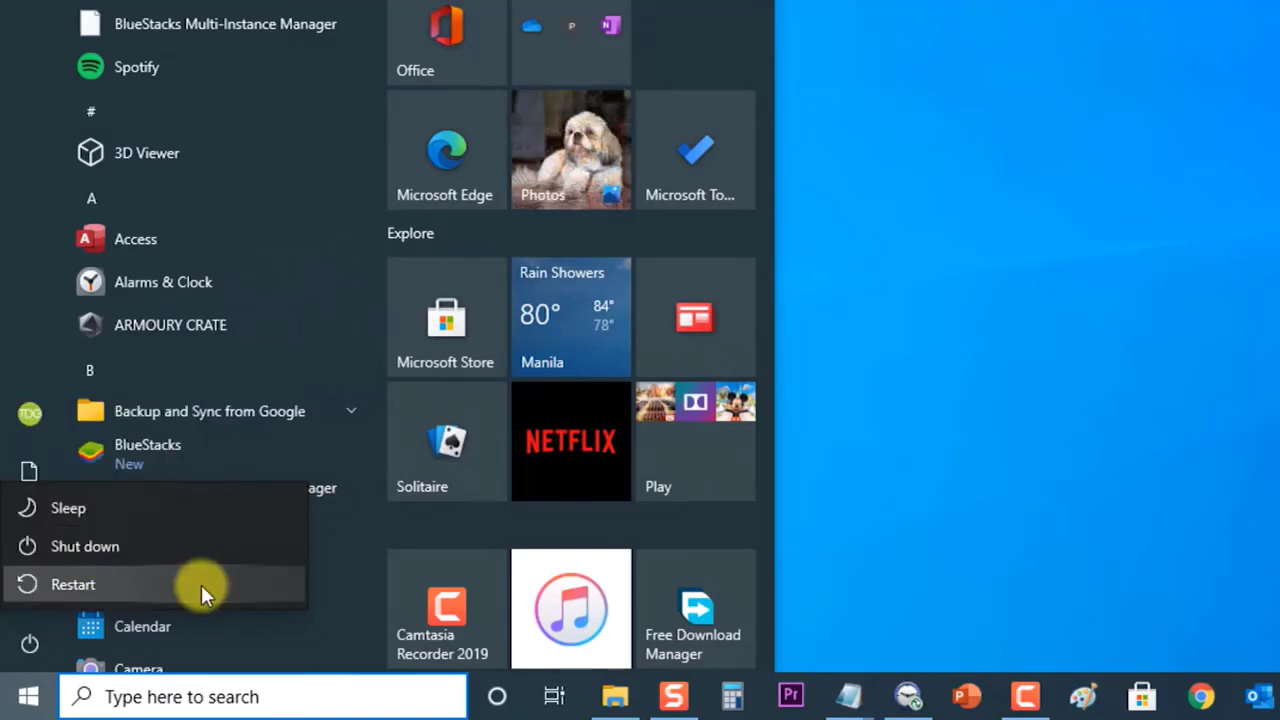 BlueStacks Multi-Instance Manager
Spotify
#
3D Viewer
A
Access
Alarms & Clock
ARMOURY CRATE
B
Backup and Sync from Google
BlueStacks
New
ager
Sleep
Shut down
Restart
Calendar
Camera
TDG
Office
P
N
Microsoft Edge
Photos
Microsoft To...
Explore
Microsoft Store
Rain Showers
80°
84°
78°
Manila
Solitaire
NETFLIX
Play
Camtasia
Recorder 2019
Free Download
Manager
Type here to search
S
Pr
P
C